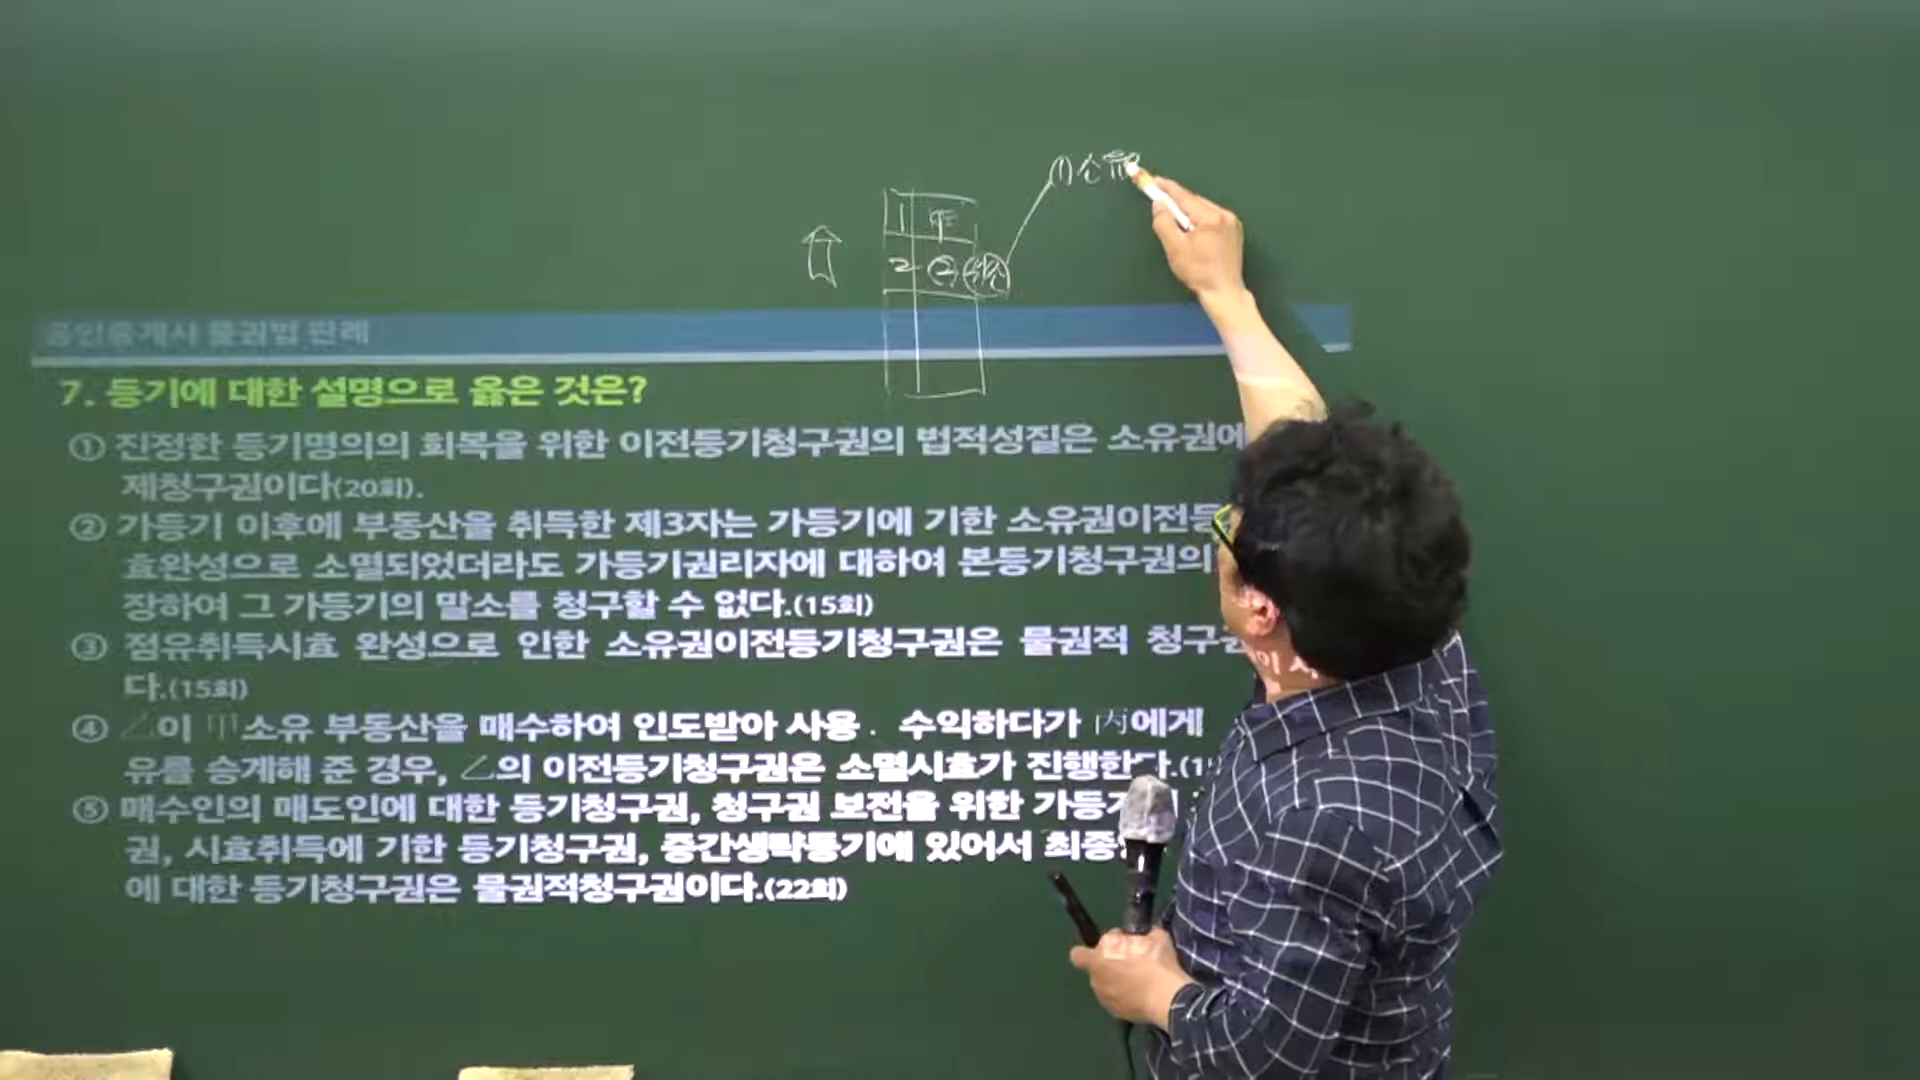 ① 소유
1 甲
2 ② 위조
공인중개사 물권법 판례
7. 등기에 대한 설명으로 옳은 것은?
① 진정한 등기명의의 회복을 위한 이전등기청구권의 법적성질은 소유권에
제청구권이다(20회).
② 가등기 이후에 부동산을 취득한 제3자는 가등기에 기한 소유권이전등
효완성으로 소멸되었더라도 가등기권리자에 대하여 본등기청구권의
장하여 그 가등기의 말소를 청구할 수 없다.(15회)
③ 점유취득시효 완성으로 인한 소유권이전등기청구권은 물권적 청구권
다.(15회)
④ 乙이 甲소유 부동산을 매수하여 인도받아 사용 · 수익하다가 丙에게
유를 승계해 준 경우, 乙의 이전등기청구권은 소멸시효가 진행한다.(15
⑤ 매수인의 매도인에 대한 등기청구권, 청구권 보전을 위한 가등기
권, 시효취득에 기한 등기청구권, 중간생략등기에 있어서 최종
에 대한 등기청구권은 물권적청구권이다.(22회)